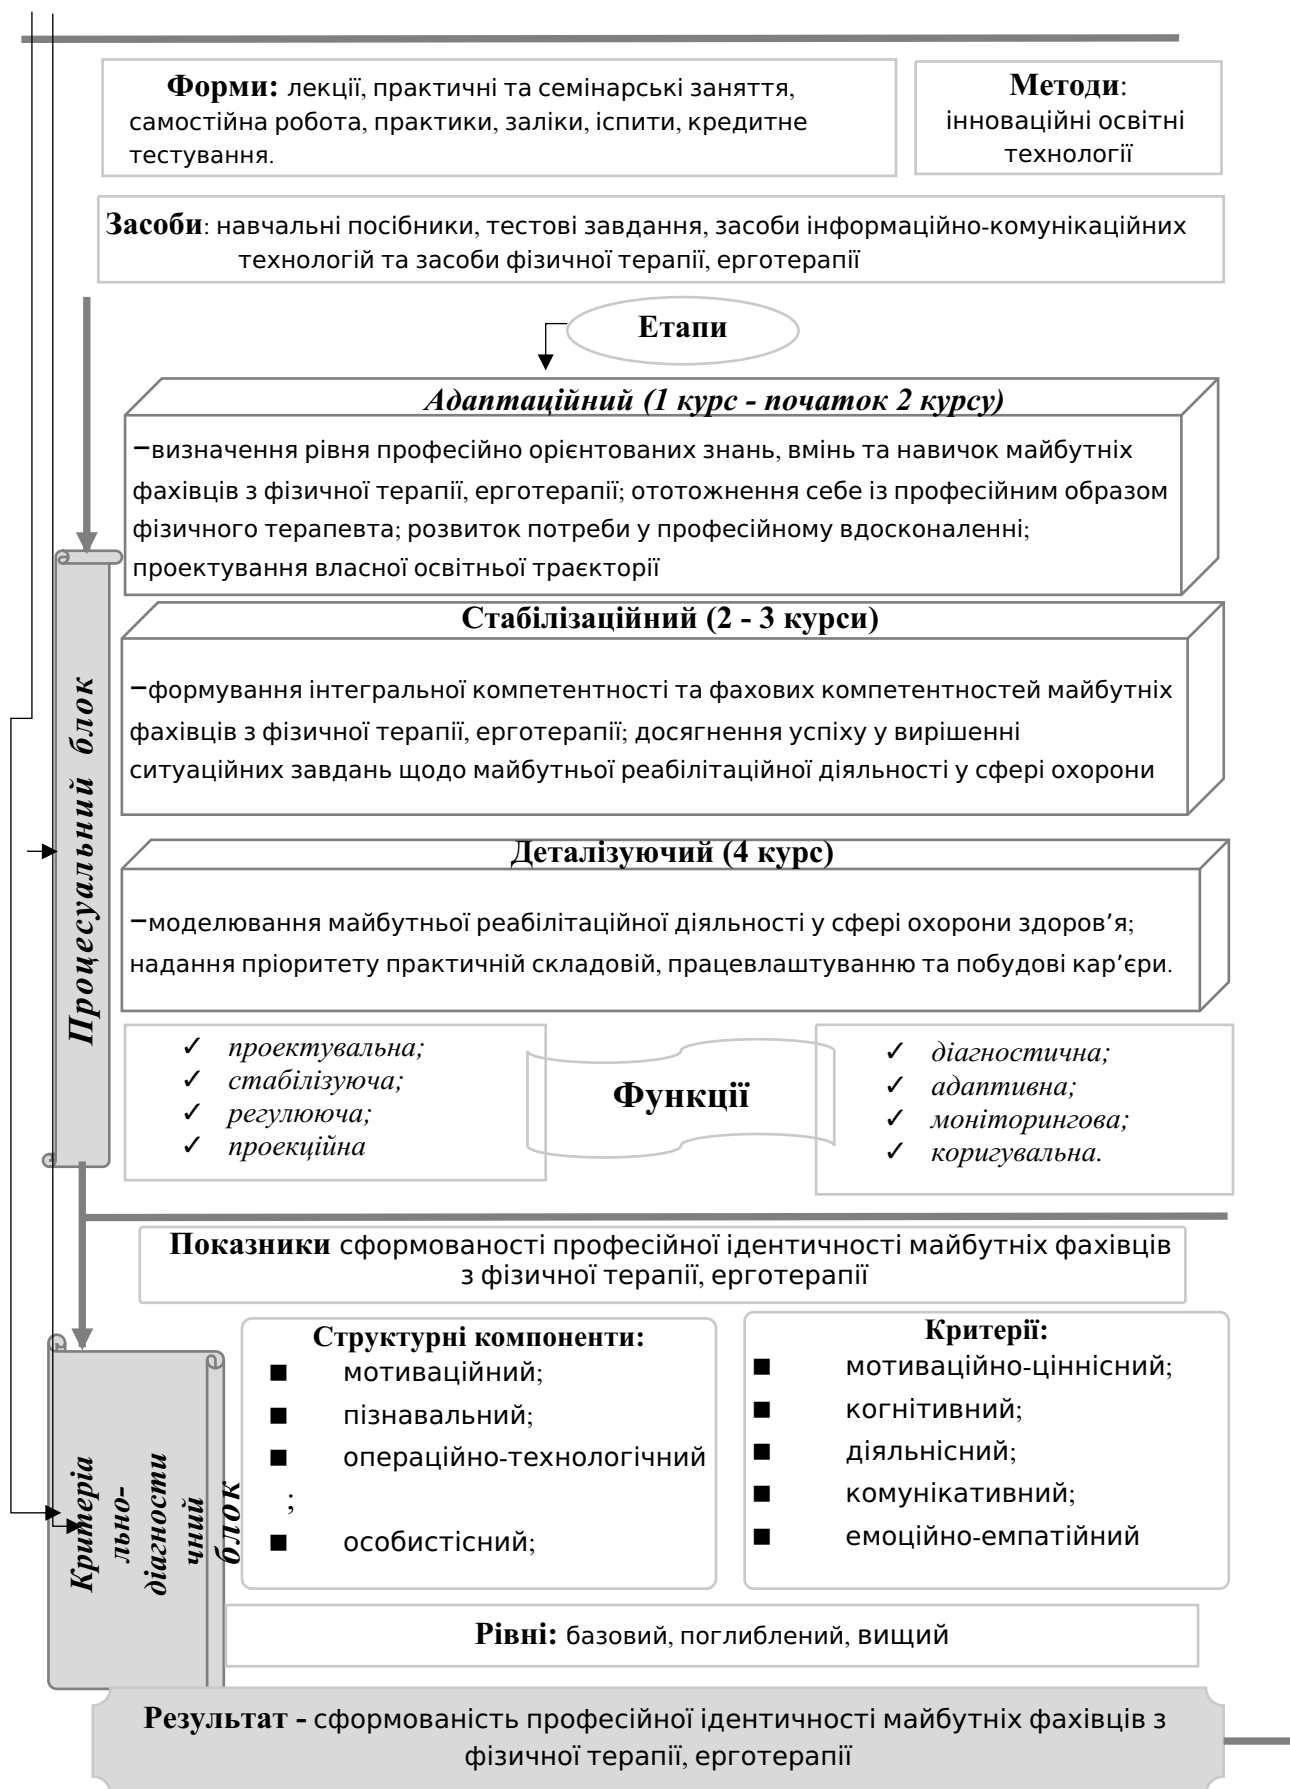 Форми: лекції, практичні та семінарські заняття,
самостійна робота, практики, заліки, іспити, кредитне
тестування.
Методи:
інноваційні освітні
технології
Засоби: навчальні посібники, тестові завдання, засоби інформаційно-комунікаційних
технологій та засоби фізичної терапії, ерготерапії
Етапи
Адаптаційний (1 курс - початок 2 курсу)
–визначення рівня професійно орієнтованих знань, вмінь та навичок майбутніх
фахівців з фізичної терапії, ерготерапії; ототожнення себе із професійним образом
фізичного терапевта; розвиток потреби у професійному вдосконаленні;
проектування власної освітньої траєкторії
Стабілізаційний (2 - 3 курси)
–формування інтегральної компетентності та фахових компетентностей майбутніх
фахівців з фізичної терапії, ерготерапії; досягнення успіху у вирішенні
ситуаційних завдань щодо майбутньої реабілітаційної діяльності у сфері охорони
Процесуальний блок
Деталізуючий (4 курс)
–моделювання майбутньої реабілітаційної діяльності у сфері охорони здоров’я;
надання пріоритету практичній складовій, працевлаштуванню та побудові кар’єри.
✓ проектувальна;
✓ стабілізуюча;
✓ регулююча;
✓ проекційна
Функції
✓ діагностична;
✓ адаптивна;
✓ моніторингова;
✓ коригувальна.
Показники сформованості професійної ідентичності майбутніх фахівців
з фізичної терапії, ерготерапії
Критеріа
льно-
діагности
чний
блок
Структурні компоненти:
■ мотиваційний;
■ пізнавальний;
■ операційно-технологічний
;
■ особистісний;
Критерії:
■ мотиваційно-ціннісний;
■ когнітивний;
■ діяльнісний;
■ комунікативний;
■ емоційно-емпатійний
Рівні: базовий, поглиблений, вищий
Результат - сформованість професійної ідентичності майбутніх фахівців з
фізичної терапії, ерготерапії